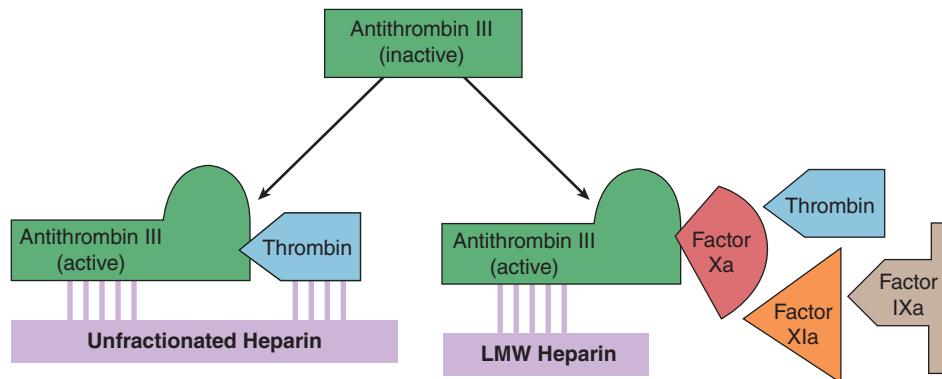 Antithrombin III
(inactive)
Antithrombin III
(active)
Thrombin
Unfractionated Heparin
Antithrombin III
(active)
Factor
Xa
Thrombin
Factor
XIa
Factor
IXa
LMW Heparin